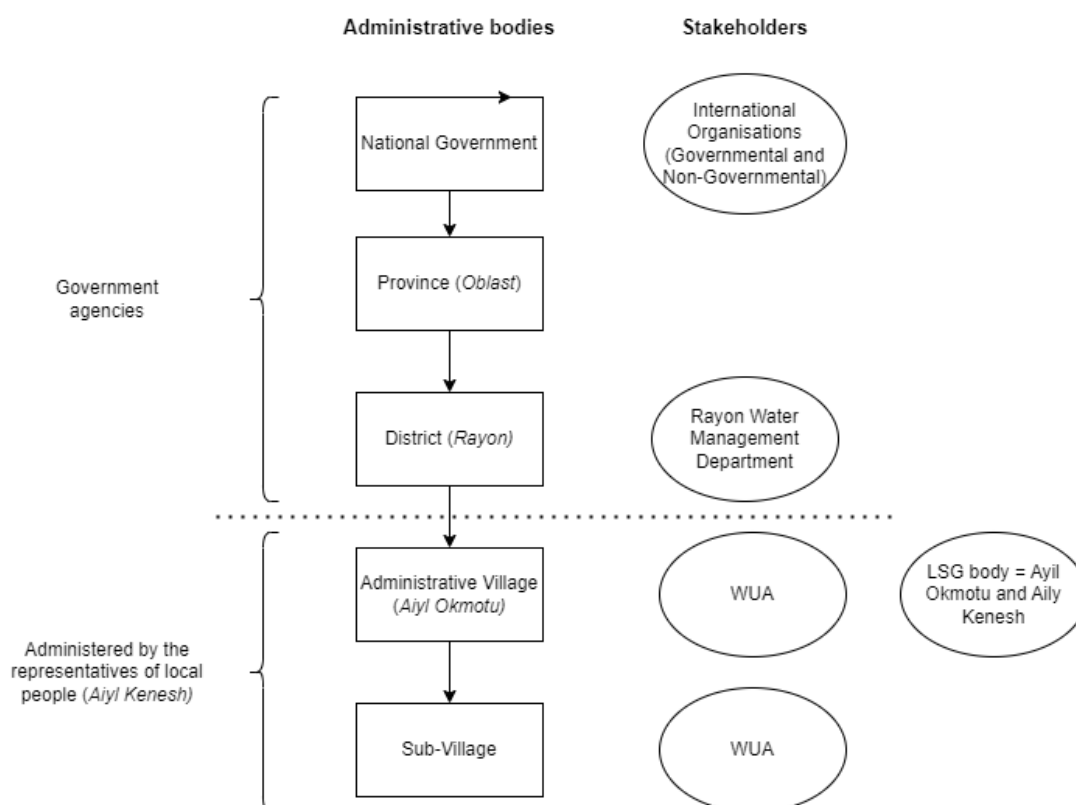 Administrative bodies
Stakeholders
National Government
International
Organisations
(Governmental and
Non-Governmental)
Province (Oblast)
Government
agencies
District (Rayon)
Rayon Water
Management
Department
Administrative Village
(Aiyl Okmotu)
WUA
LSG body = Ayil
Okmotu and Aily
Kenesh
Administered by the
representatives of local
people (Aiyl Kenesh)
Sub-Village
WUA